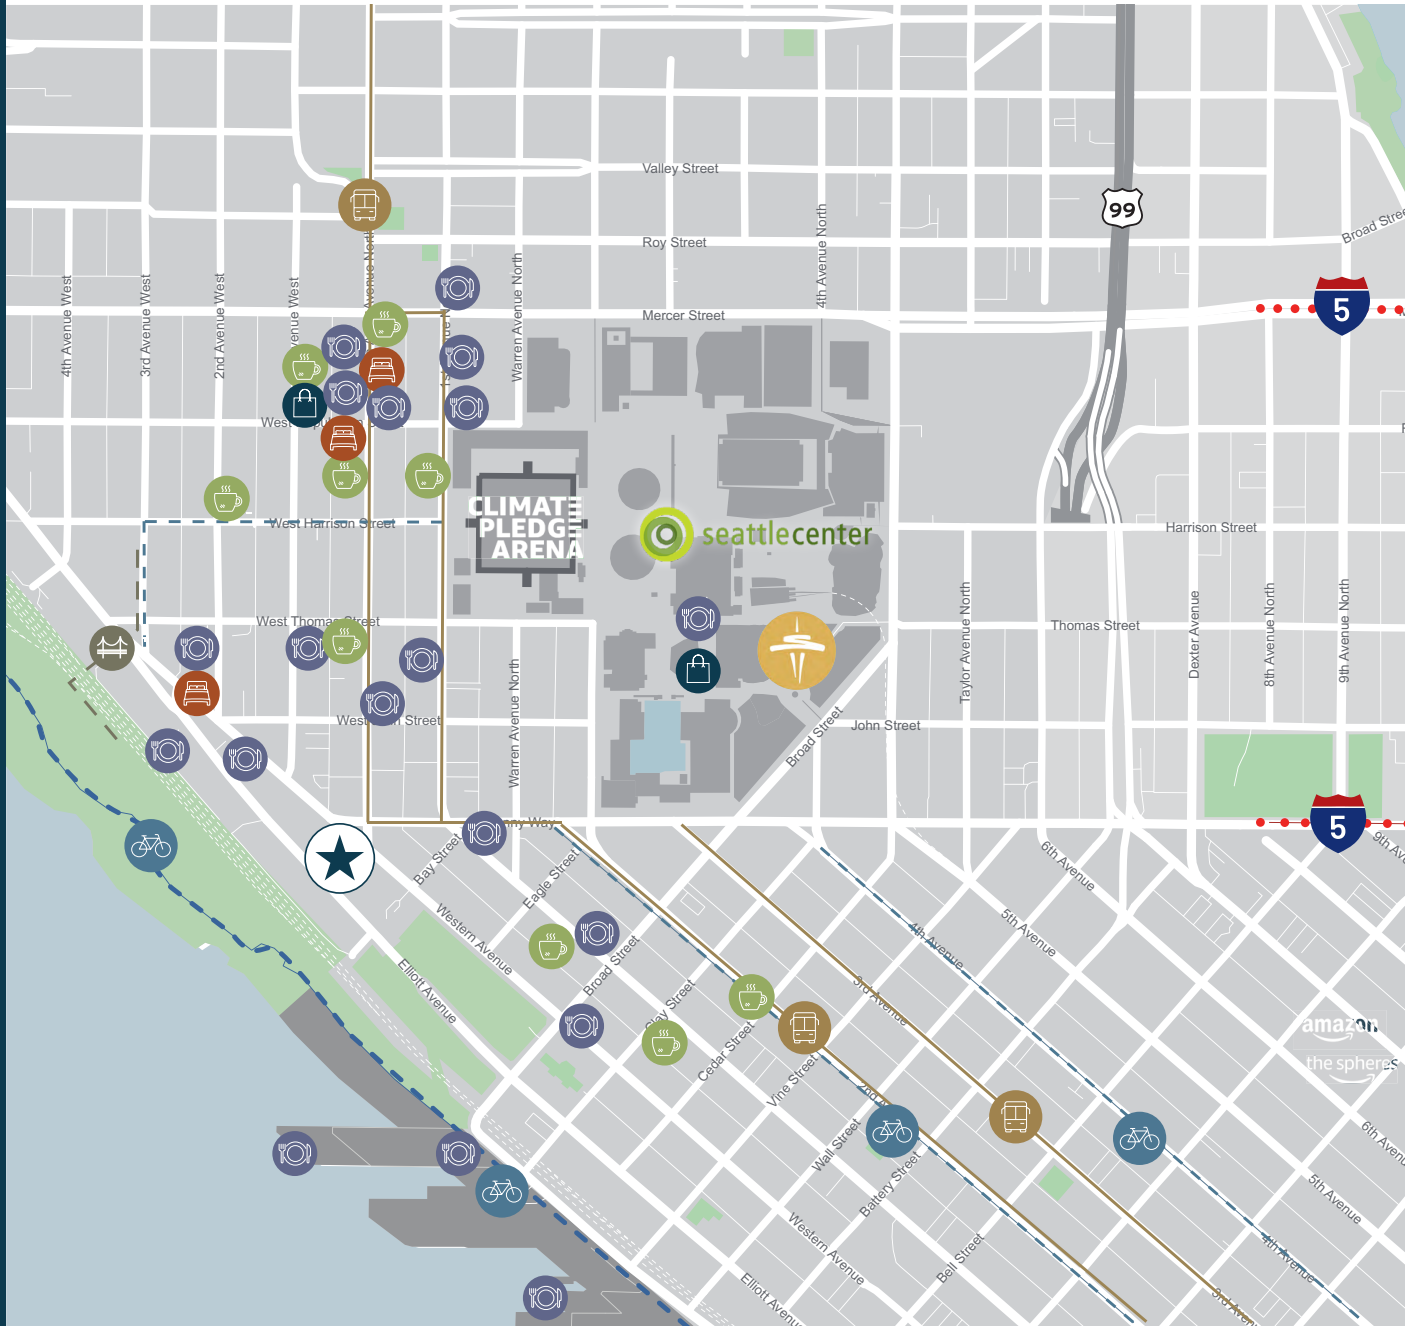 Valley Street
99
Roy Street
Broad Street
4th Avenue North
4th Avenue West
3rd Avenue West
2nd Avenue West
Warren Avenue North
Mercer Street
5
CLIMATE
PLEDGE
ARENA
seattlecenter
West Harrison Street
Harrison Street
West Thomas Street
Thomas Street
Taylor Avenue North
Dexter Avenue
8th Avenue North
9th Avenue North
Warren Avenue North
Broad Street
John Street
5
Bay Street
Eagle Street
6th Avenue
5th Avenue
4th Avenue
3rd Avenue
Western Avenue
Elliott Avenue
Broad Street
Clay Street
Cedar Street
Vine Street
Wall Street
Battery Street
Bell Street
Western Avenue
Elliott Avenue
amazon
the spheres
6th Avenue
5th Avenue
4th Avenue